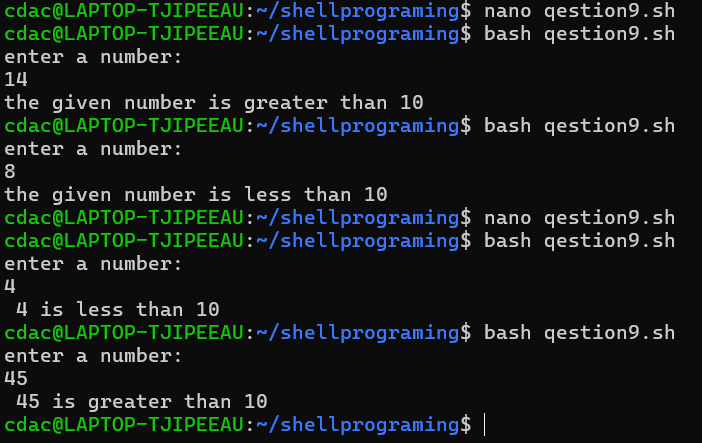 cdac@LAPTOP-TJIPEEAU:~/shellprograming$ nano qestion9.sh
cdac@LAPTOP-TJIPEEAU:~/shellprograming$ bash qestion9.sh
enter a number:
14
the given number is greater than 10
cdac@LAPTOP-TJIPEEAU:~/shellprograming$ bash qestion9.sh
enter a number:
8
the given number is less than 10
cdac@LAPTOP-TJIPEEAU:~/shellprograming$ nano qestion9.sh
cdac@LAPTOP-TJIPEEAU:~/shellprograming$ bash qestion9.sh
enter a number:
4
 4 is less than 10
cdac@LAPTOP-TJIPEEAU:~/shellprograming$ bash qestion9.sh
enter a number:
45
 45 is greater than 10
cdac@LAPTOP-TJIPEEAU:~/shellprograming$